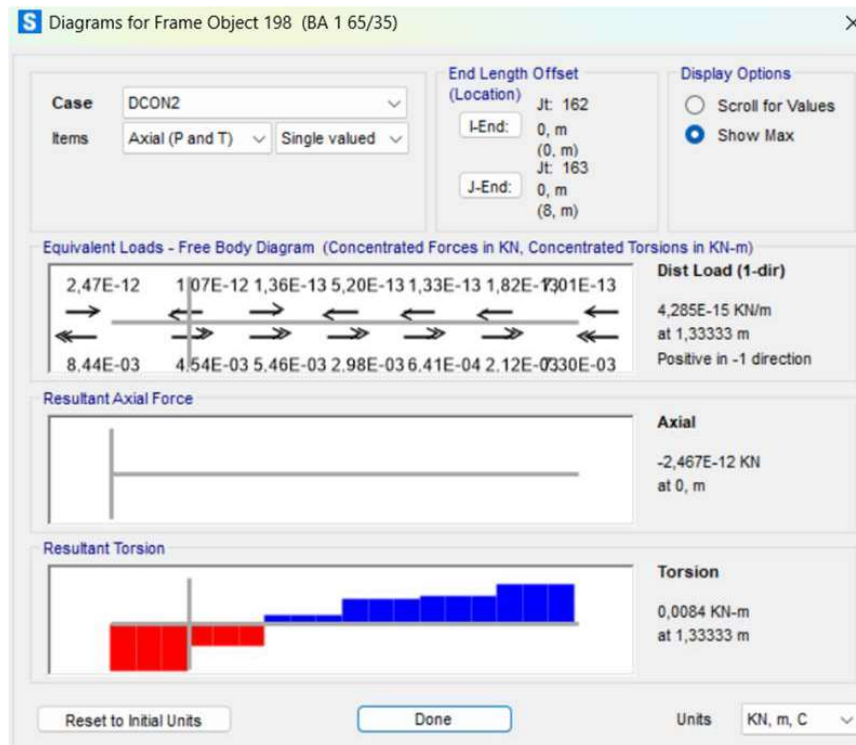 S Diagrams for Frame Object 198 (BA 1 65/35)
Case DCON2
Items Axial (P and T) Single valued
End Length Offset
(Location)
Jt: 162
I-End: 0, m
(0, m)
Jt: 163
J-End: 0, m
(8, m)
Display Options
Scroll for Values
Show Max
Equivalent Loads - Free Body Diagram (Concentrated Forces in KN, Concentrated Torsions in KN-m)
2,47E-12 1,07E-12 1,36E-13 5,20E-13 1,33E-13 1,82E-13 7,01E-13
8,44E-03 4,54E-03 5,46E-03 2,98E-03 6,41E-04 2,12E-03 7,330E-03
Dist Load (1-dir)
4,285E-15 KN/m
at 1,33333 m
Positive in -1 direction
Resultant Axial Force
Axial
-2,467E-12 KN
at 0, m
Resultant Torsion
Torsion
0,0084 KN-m
at 1,33333 m
Reset to Initial Units
Done
Units KN, m, C